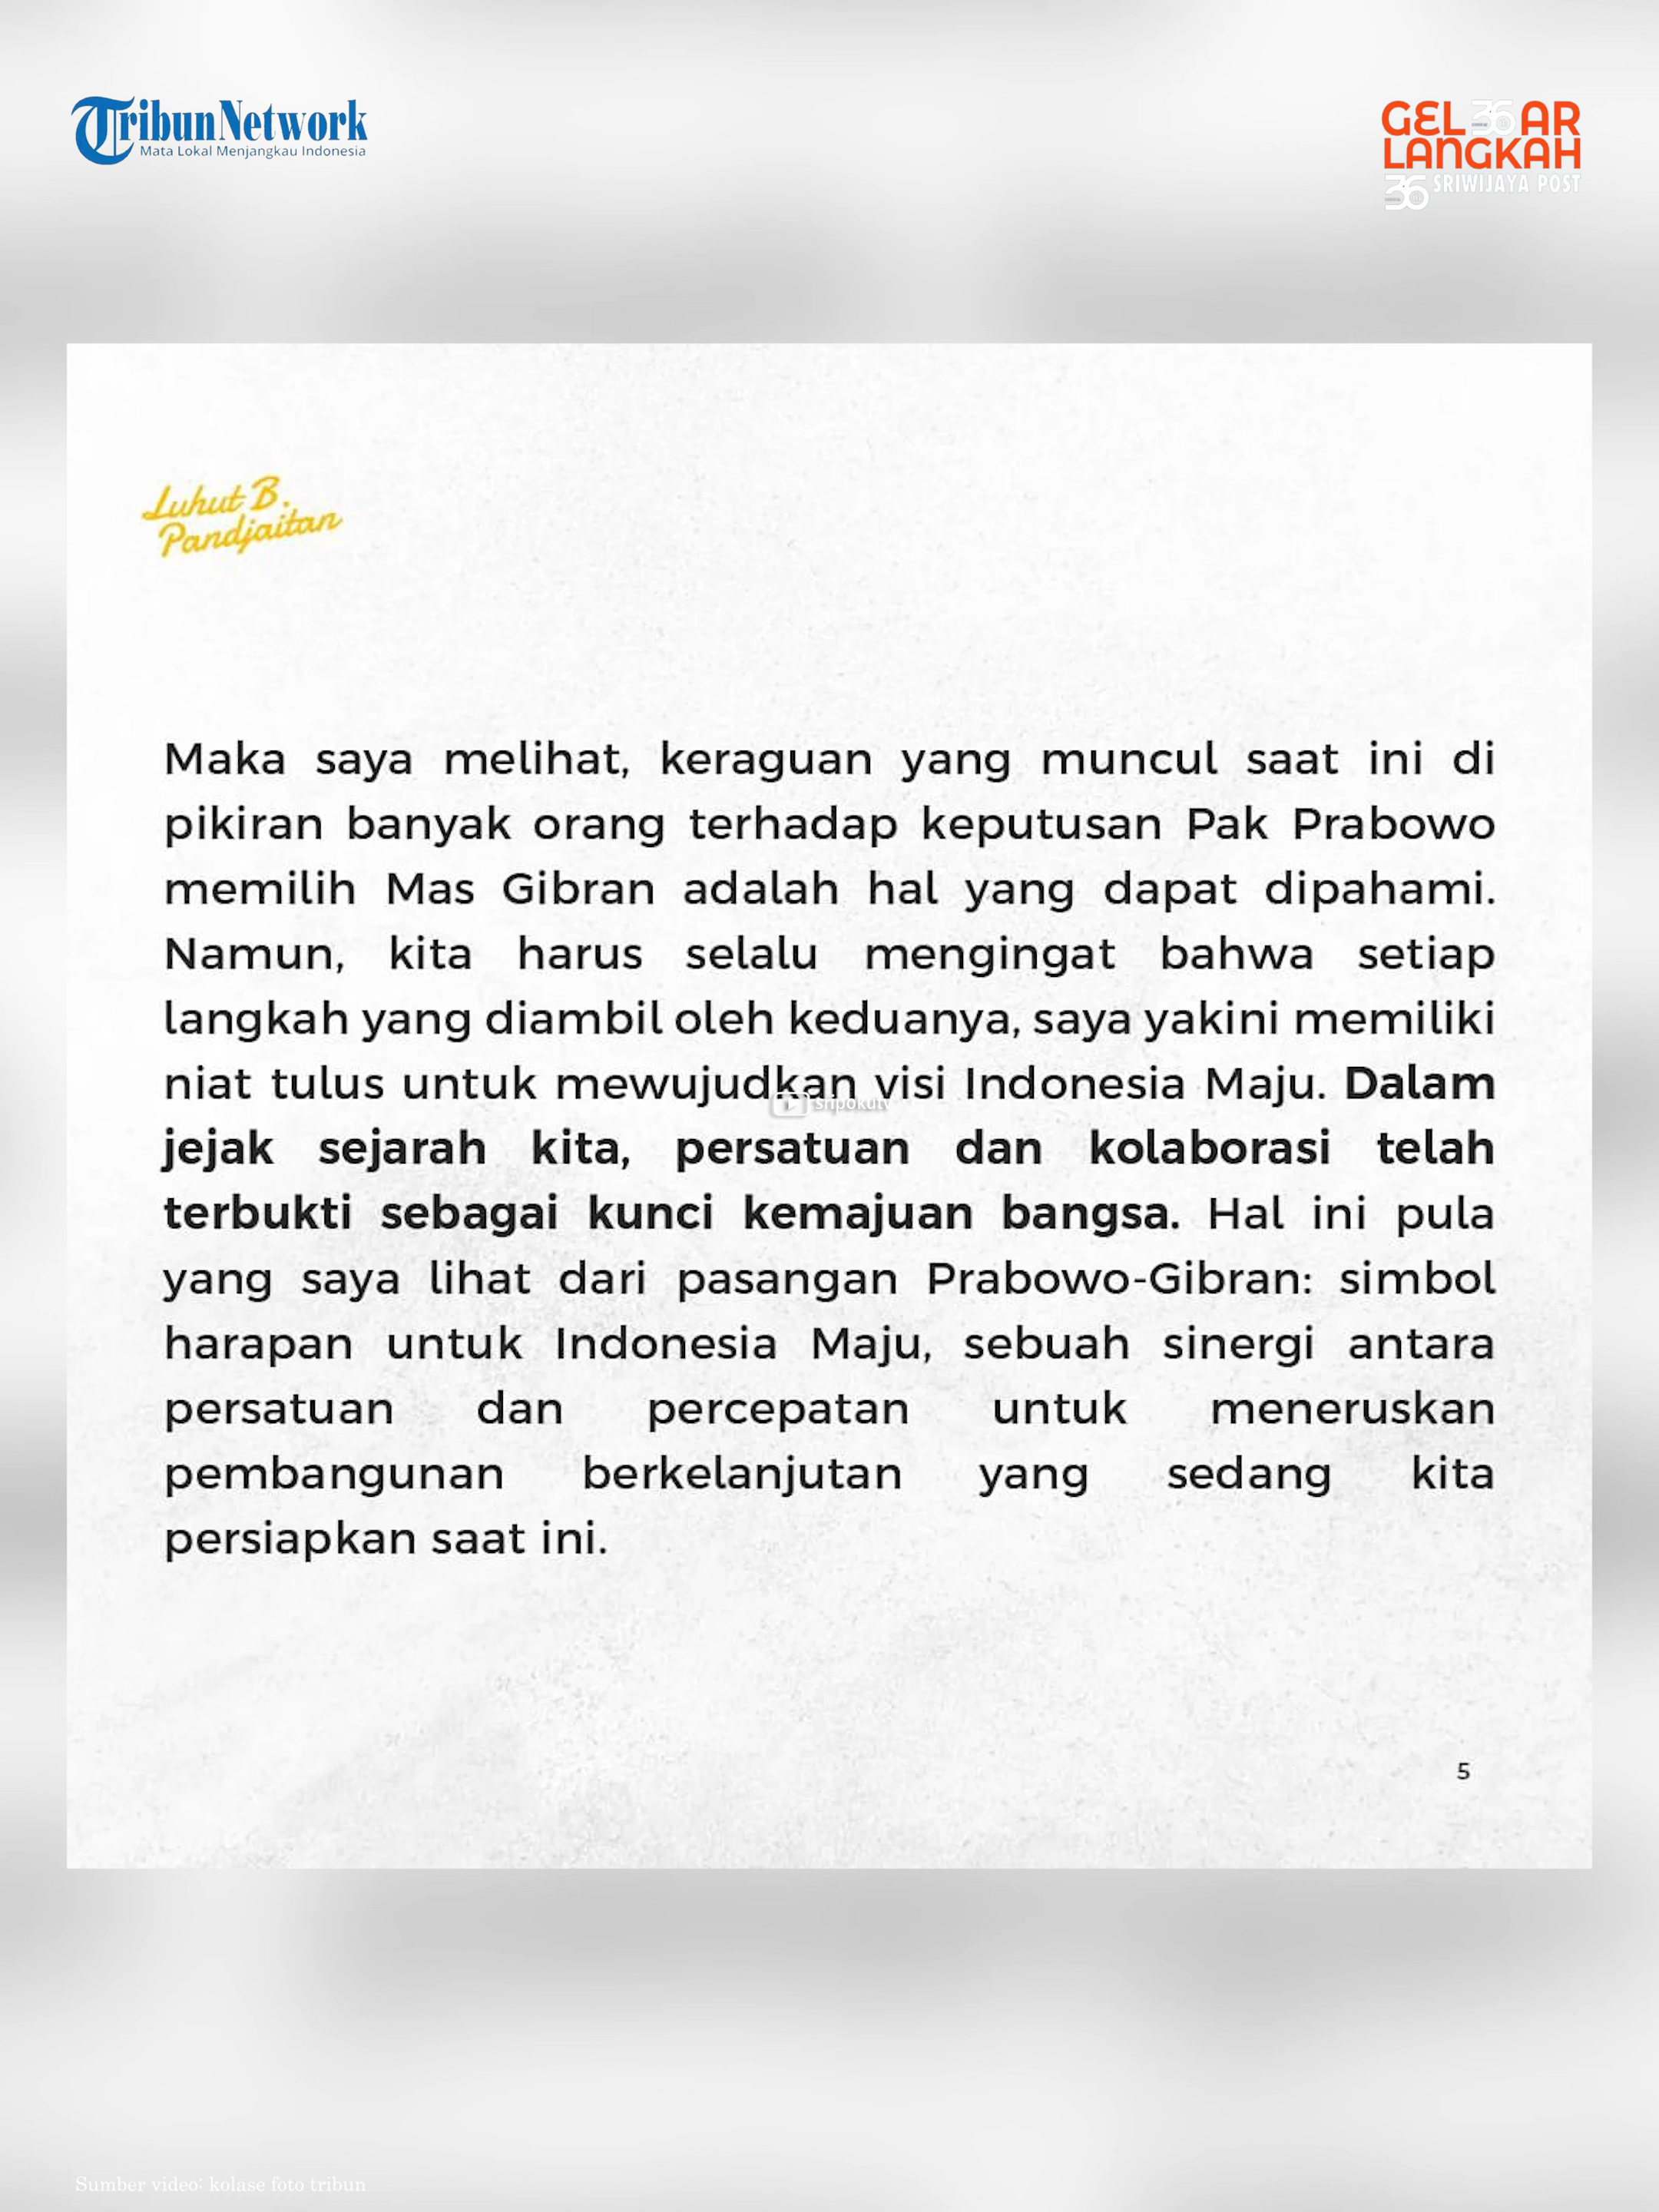 TribunNetwork
Mata Lokal Menjangkau Indonesia
GEL 36 AR
LANGKAH
36 SRIWIJAYA POST
Luhut B.
Pandjaitan
Maka saya melihat, keraguan yang muncul saat ini di
pikiran banyak orang terhadap keputusan Pak Prabowo
memilih Mas Gibran adalah hal yang dapat dipahami.
Namun, kita harus selalu mengingat bahwa setiap
langkah yang diambil oleh keduanya, saya yakini memiliki
niat tulus untuk mewujudkan visi Indonesia Maju. Dalam
jejak sejarah kita, persatuan dan kolaborasi telah
terbukti sebagai kunci kemajuan bangsa. Hal ini pula
yang saya lihat dari pasangan Prabowo-Gibran: simbol
harapan untuk Indonesia Maju, sebuah sinergi antara
persatuan dan percepatan untuk meneruskan
pembangunan berkelanjutan yang sedang kita
persiapkan saat ini.
5
Sumber video: kolase foto tribun